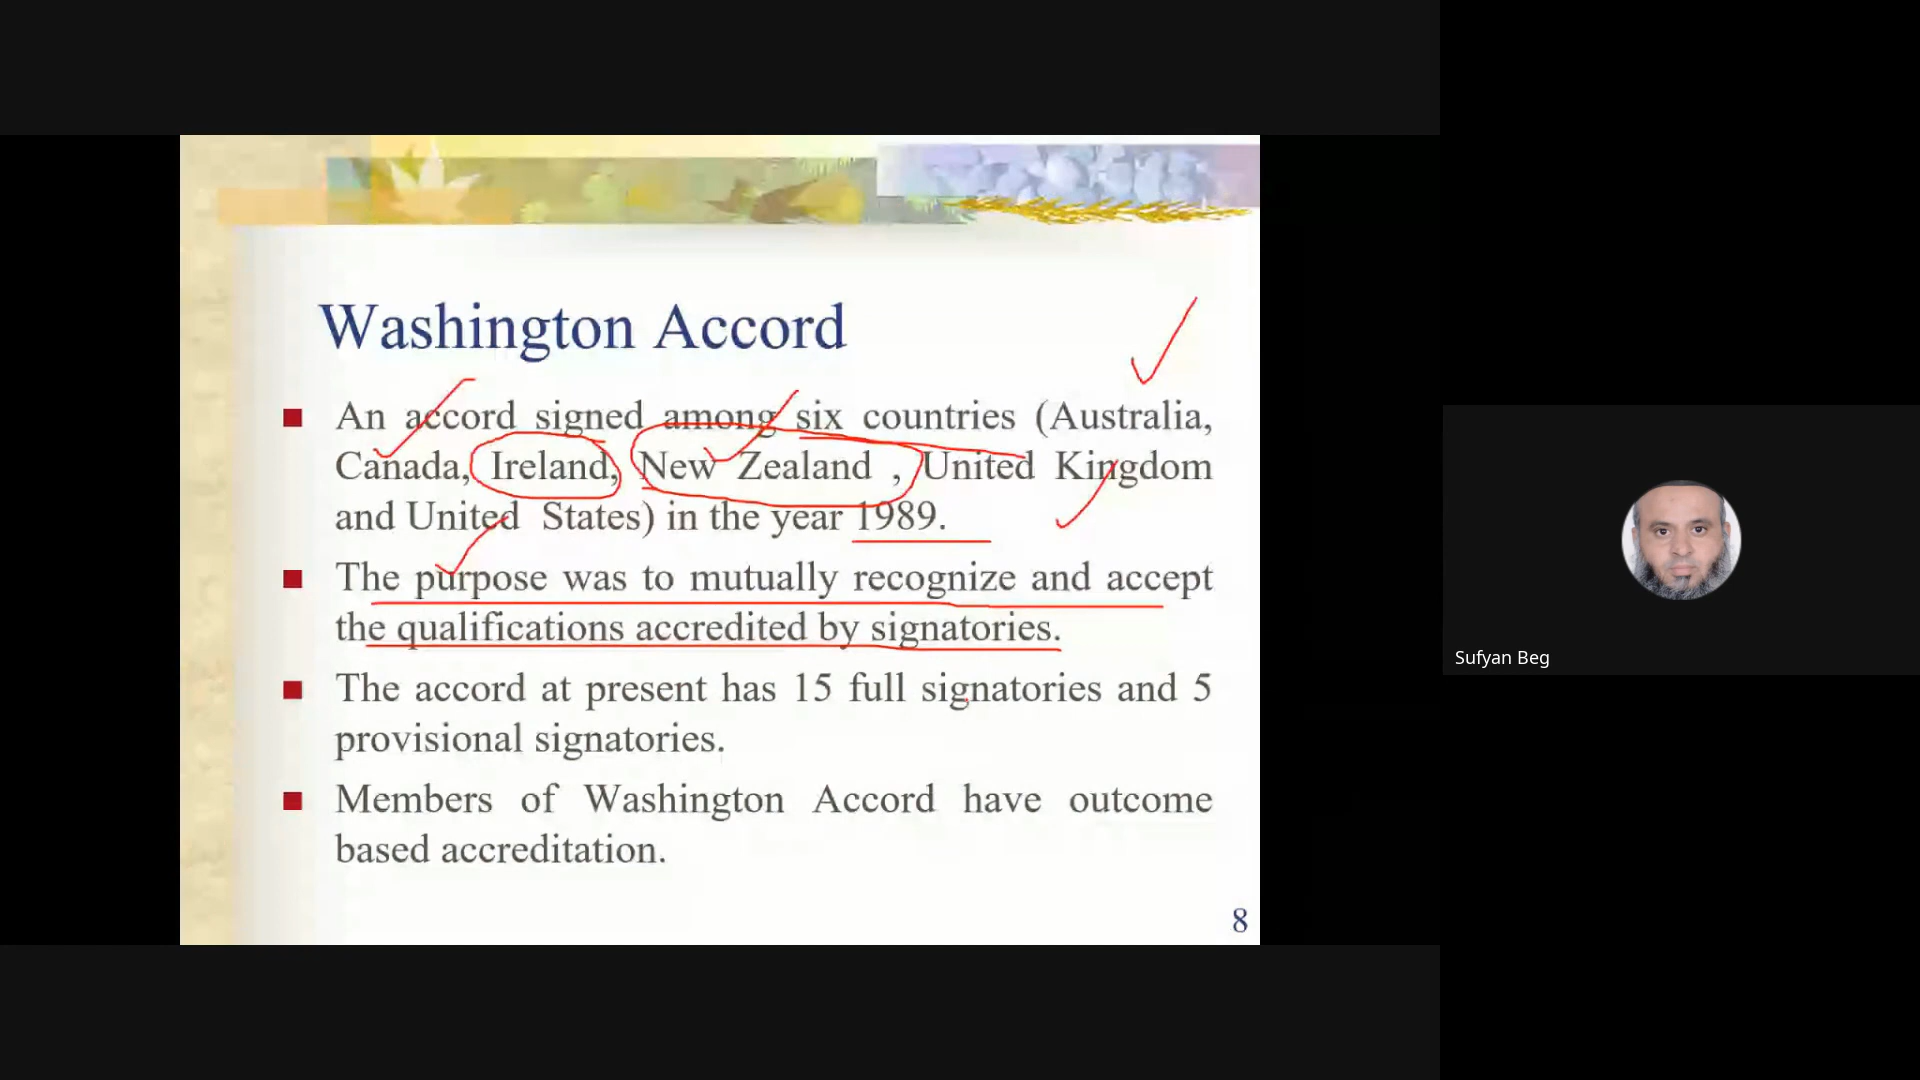 Washington Accord
An accord signed among six countries (Australia,
Canada, Ireland, New Zealand , United Kingdom
and United States) in the year 1989.
The purpose was to mutually recognize and accept
the qualifications accredited by signatories.
The accord at present has 15 full signatories and 5
provisional signatories.
Members of Washington Accord have outcome
based accreditation.
8
Sufyan Beg